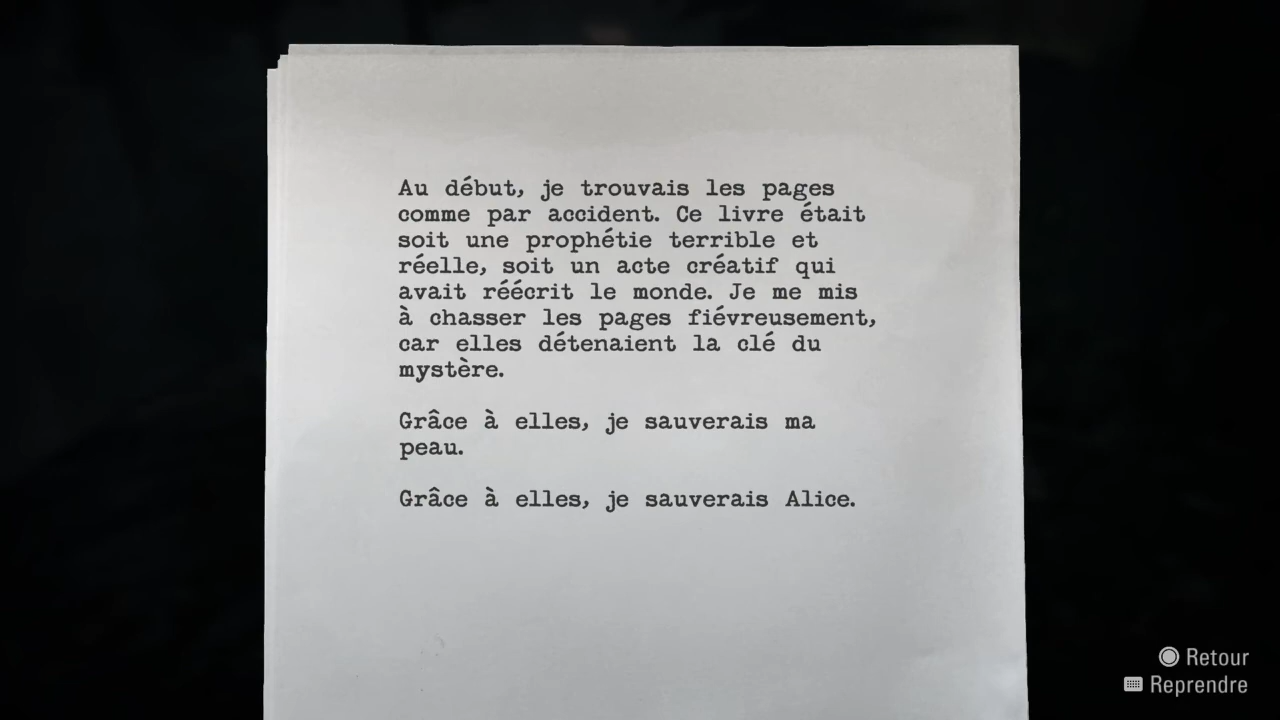 Au début, je trouvais les pages
comme par accident. Ce livre était
soit une prophétie terrible et
réelle, soit un acte créatif qui
avait réécrit le monde. Je me mis
à chasser les pages fiévreusement,
car elles détenaient la clé du
mystère.
Grâce à elles, je sauverais ma
peau.
Grâce à elles, je sauverais Alice.
Retour
Reprendre